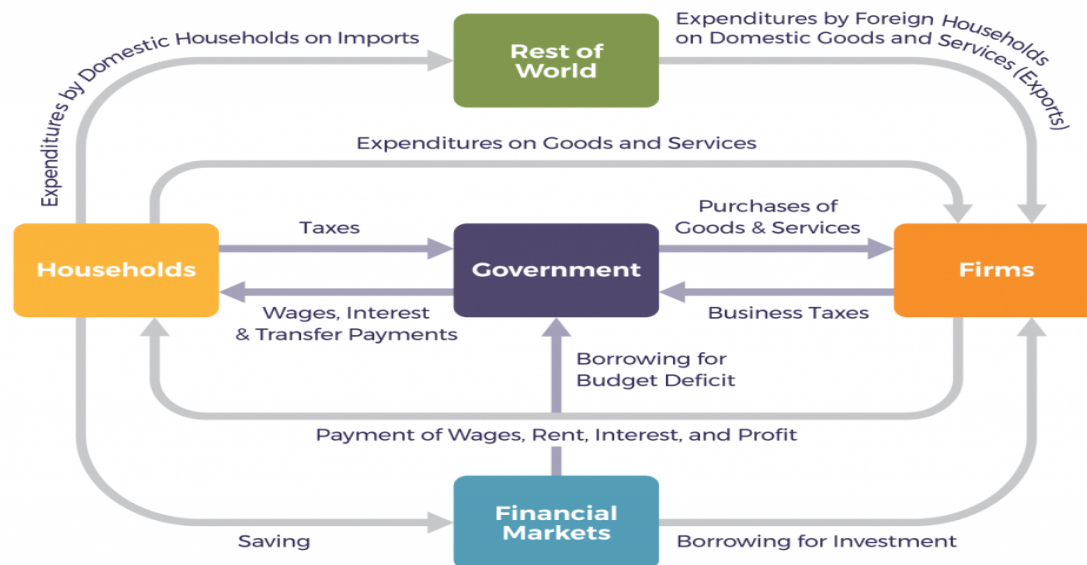 Expenditures by Domestic Households on Imports
Rest of
World
Expenditures by Foreign Households
on Domestic Goods and Services (Exports)
Expenditures on Goods and Services
Households
Taxes
Government
Purchases of
Goods & Services
Firms
Wages, Interest
& Transfer Payments
Business Taxes
Borrowing for
Budget Deficit
Payment of Wages, Rent, Interest, and Profit
Financial
Markets
Saving
Borrowing for Investment